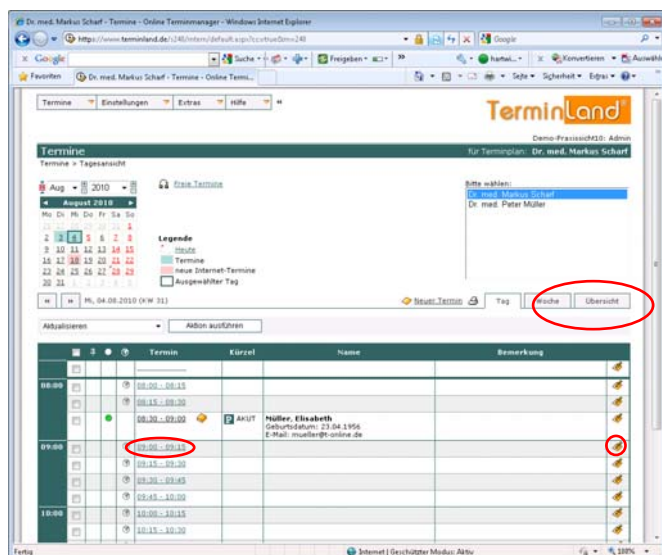 Dr. med. Markus Scharf - Termine - Online Terminmanager - Windows Internet Explorer
Google
Suche
Freigeben
Konvertieren
Favoriten
Dr. med. Markus Scharf - Termine - Online Termi...
Seite
Sicherheit
Extras
Termine
Einstellungen
Extras
Hilfe
TerminLand
Demo-Praxissicht10: Admin
Termine
für Terminplan: Dr. med. Markus Scharf
Termine > Tagesansicht
Aug
2010
Freie Termine
Bitte wählen:
Dr. med. Markus Scharf
Dr. med. Peter Müller
August 2010
Mo Di Mi Do Fr Sa So
1
2 3 4 5 6 7 8
9 10 11 12 13 14 15
16 17 18 19 20 21 22
23 24 25 26 27 28 29
30 31
Legende
Heute
Termine
neue Internet-Termine
Ausgewählter Tag
Mi, 04.08.2010 (KW 31)
Neuer Termin
Tag
Woche
Übersicht
Aktualisieren
Aktion ausführen
Termin
Kürzel
Name
Bemerkung
08:00
08:00 - 08:15
08:15 - 08:30
08:30 - 09:00
P AKUT
Müller, Elisabeth
Geburtsdatum: 23.04.1956
E-Mail: mueller@t-online.de
09:00
09:00 - 09:15
09:15 - 09:30
09:30 - 09:45
09:45 - 10:00
10:00
10:00 - 10:15
10:15 - 10:30
Fertig
Internet | Geschützter Modus: Aktiv
100%